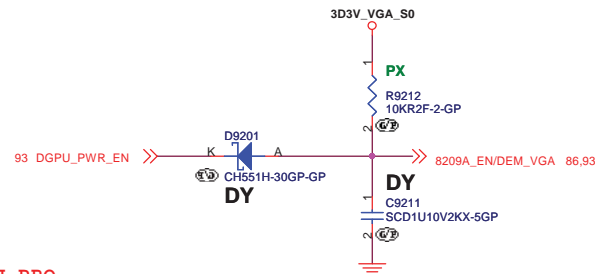 3D3V_VGA_S0
1
PX
R9212
10KR2F-2-GP
2
G/P
D9201
93 DGPU_PWR_EN
K
A
8209A_EN/DEM_VGA 86,93
CH551H-30GP-GP
DY
DY
1
C9211
SCD1U10V2KX-5GP
2
G/P